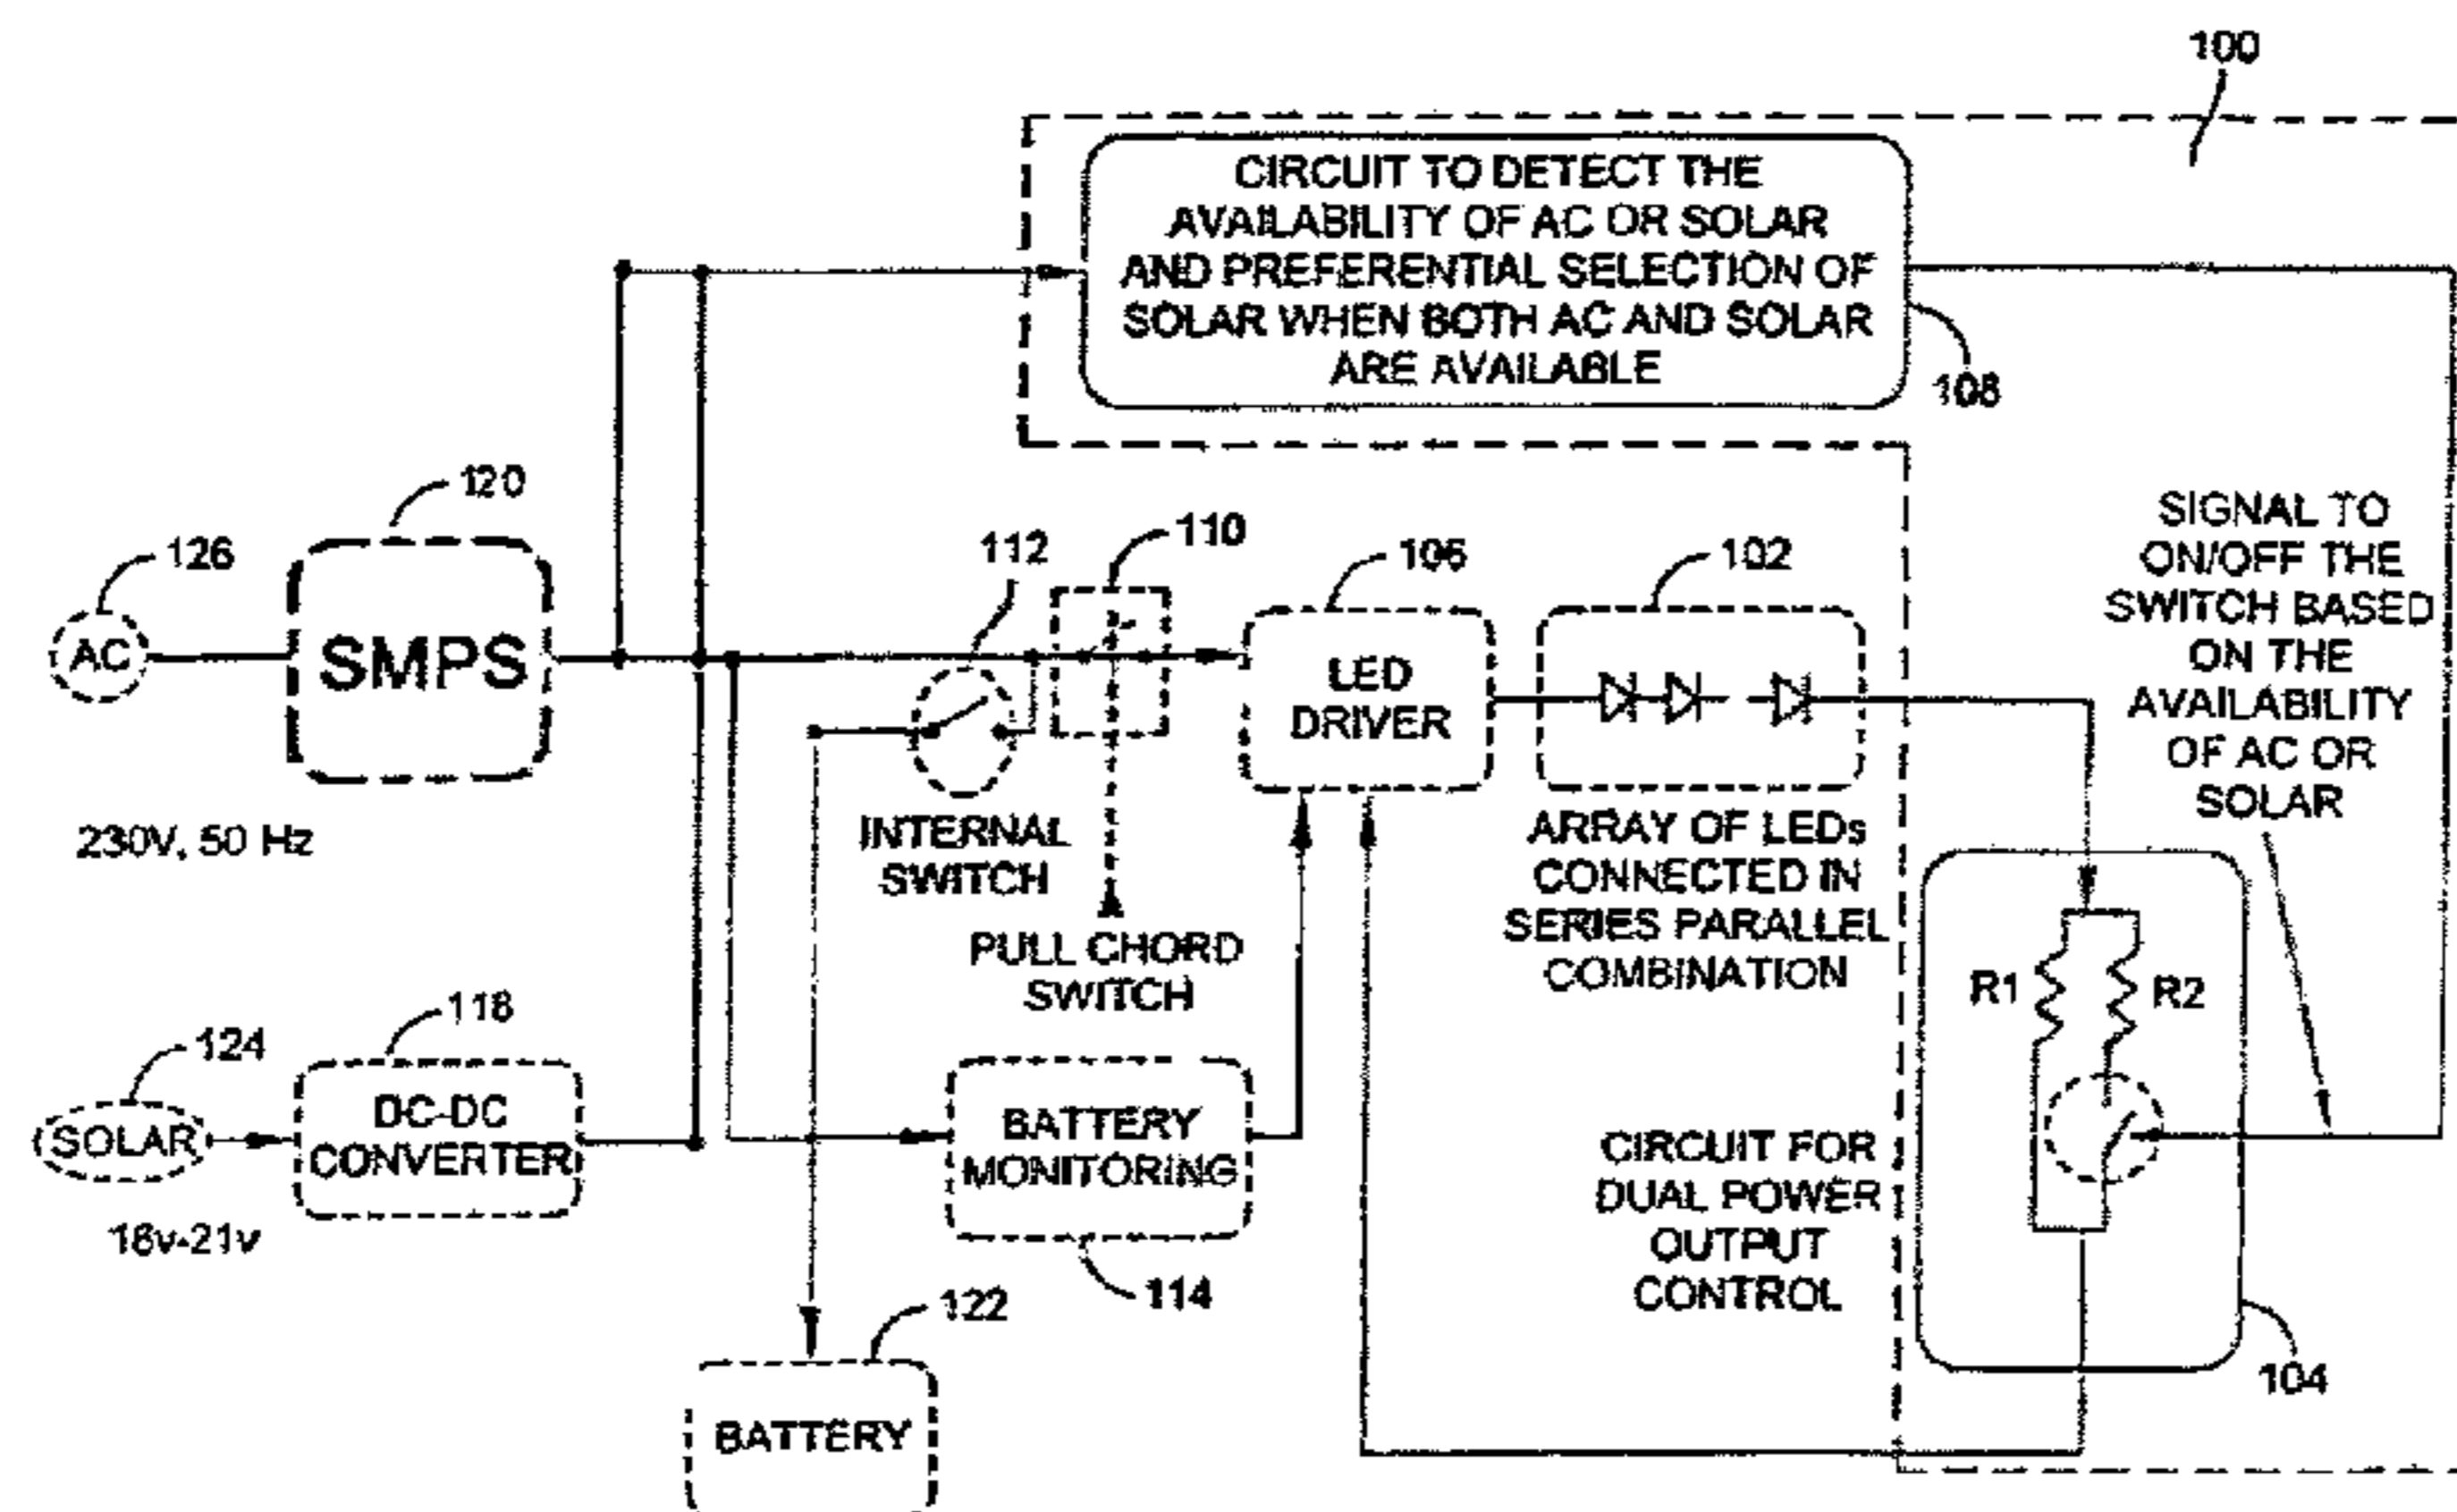 100
CIRCUIT TO DETECT THE
AVAILABILITY OF AC OR SOLAR
AND PREFERENTIAL SELECTION OF
SOLAR WHEN BOTH AC AND SOLAR
ARE AVAILABLE
108
120
126
AC
SMPS
230V, 50 Hz
112
110
106
102
LED
DRIVER
SIGNAL TO
ON/OFF THE
SWITCH BASED
ON THE
AVAILABILITY
OF AC OR
SOLAR
INTERNAL
SWITCH
PULL CHORD
SWITCH
ARRAY OF LEDs
CONNECTED IN
SERIES PARALLEL
COMBINATION
R1
R2
124
SOLAR
118
DC-DC
CONVERTER
18v-21v
BATTERY
MONITORING
114
CIRCUIT FOR
DUAL POWER
OUTPUT
CONTROL
104
122
BATTERY